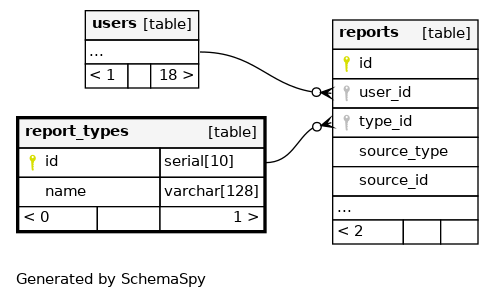 users [table]
...
< 1 18 >
report_types [table]
id serial[10]
name varchar[128]
< 0 1 >
reports [table]
id
user_id
type_id
source_type
source_id
...
< 2
Generated by SchemaSpy